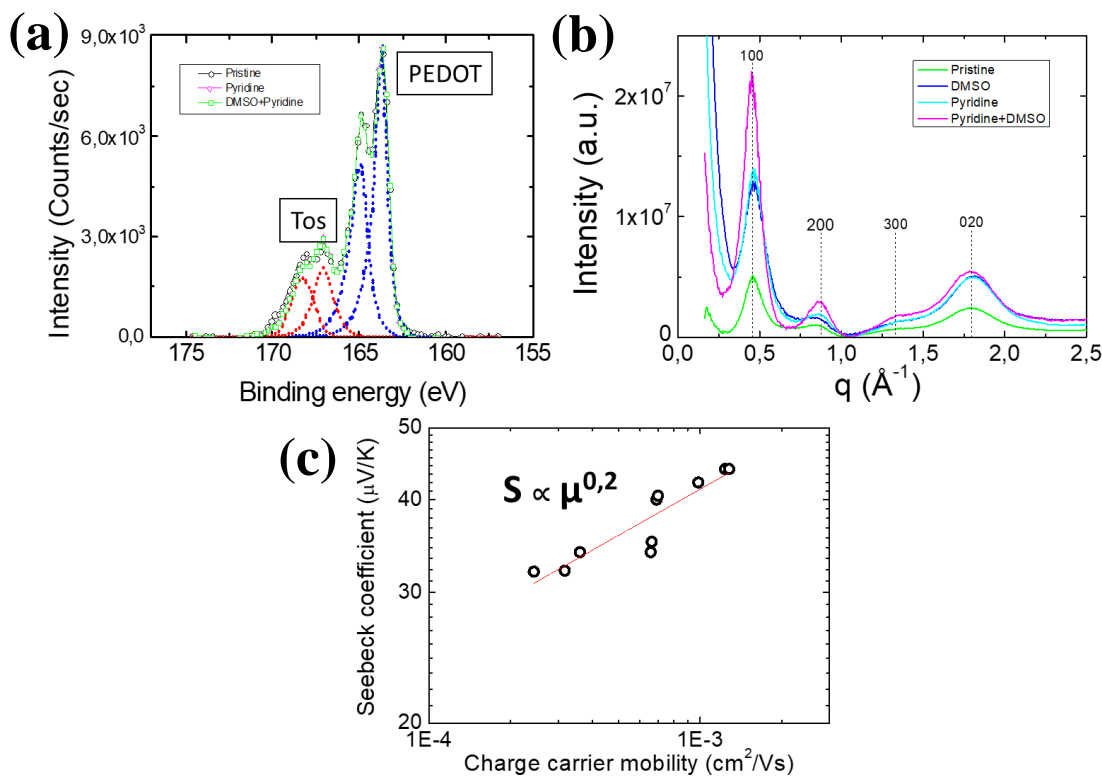 (a)
9,0x10³
6,0x10³
3,0x10³
0,0
Intensity (Counts/sec)
Pristine
Pyridine
DMSO+Pyridine
PEDOT
Tos
175
170
165
160
155
Binding energy (eV)
(b)
2x10⁷
1x10⁷
0
Intensity (a.u.)
100
200
300
020
Pristine
DMSO
Pyridine
Pyridine+DMSO
0,0
0,5
1,0
1,5
2,0
2,5
q (Å⁻¹)
(c)
50
40
30
20
Seebeck coefficient (μV/K)
S ∝ μ⁰,²
1E-4
1E-3
Charge carrier mobility (cm²/Vs)